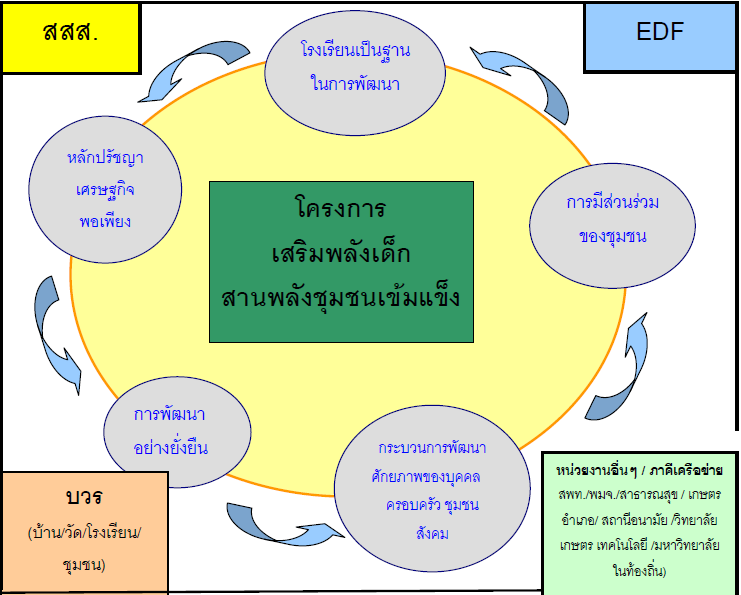 สสส.
EDF
โรงเรียนเป็นฐาน
ในการพัฒนา
หลักปรัชญา
เศรษฐกิจ
พอเพียง
การมีส่วนร่วม
ของชุมชน
โครงการ
เสริมพลังเด็ก
สานพลังชุมชนเข้มแข็ง
การพัฒนา
อย่างยั่งยืน
กระบวนการพัฒนา
ศักยภาพของบุคคล
ครอบครัว ชุมชน
สังคม
บวร
(บ้าน/วัด/โรงเรียน/
ชุมชน)
หน่วยงานอื่นๆ / ภาคีเครือข่าย
สพท./พมจ./สาธารณสุข / เกษตร
อำเภอ/ สถานีอนามัย /วิทยาลัย
เกษตร เทคโนโลยี /มหาวิทยาลัย
ในท้องถิ่น)